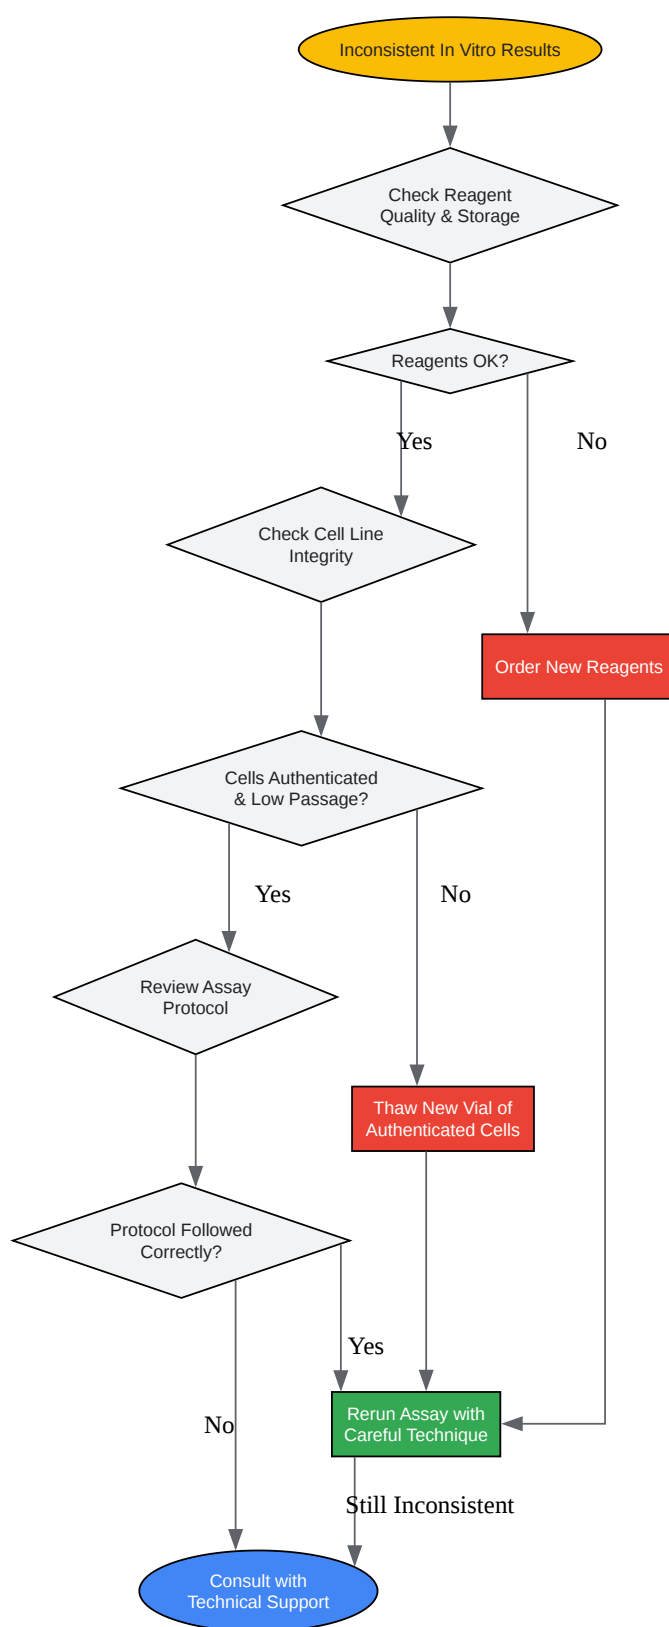 Inconsistent In Vitro Results
Check Reagent
Quality & Storage
Reagents OK?
Yes
No
Check Cell Line
Integrity
Order New Reagents
Cells Authenticated
& Low Passage?
Yes
No
Review Assay
Protocol
Thaw New Vial of
Authenticated Cells
Protocol Followed
Correctly?
Yes
No
Rerun Assay with
Careful Technique
Still Inconsistent
Consult with
Technical Support